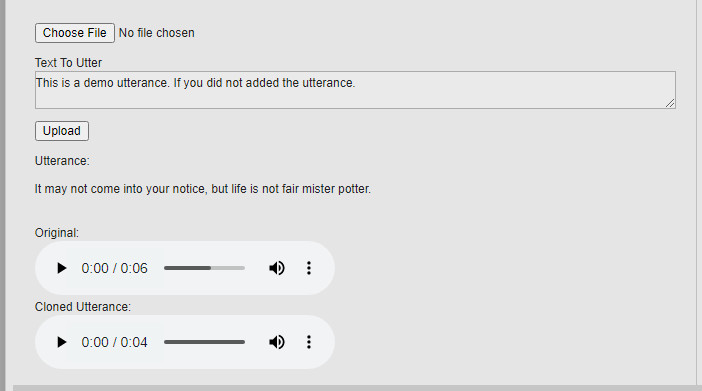 Choose File No file chosen
Text To Utter
This is a demo utterance. If you did not added the utterance.
Upload
Utterance:
It may not come into your notice, but life is not fair mister potter.
Original:
0:00 / 0:06
Cloned Utterance:
0:00 / 0:04